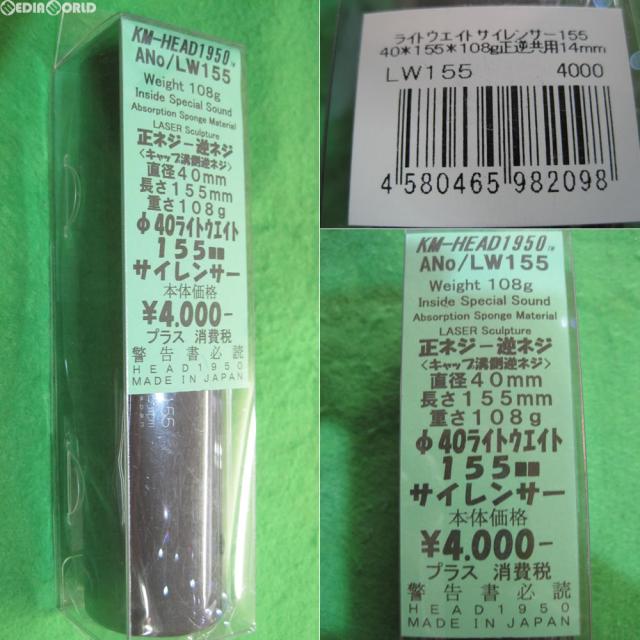 MEDIAWORLD
KM-HEAD1950 TM
ANo/LW155
Weight 108g
Inside Special Sound
Absorption Sponge Material
LASER Sculpture
正ネジ－逆ネジ
<キャップ溝側逆ネジ>
直径40mm
長さ155mm
重さ108g
φ40ライトウエイト
155mm
サイレンサー
本体価格
¥4.000-
プラス 消費税
警告書必読
HEAD1950
MADE IN JAPAN
ライトウエイトサイレンサー155
40*155*108g正逆共用14mm
LW155 4000
4 580465 982098
KM-HEAD1950 TM
ANo/LW155
Weight 108g
Inside Special Sound
Absorption Sponge Material
LASER Sculpture
正ネジ－逆ネジ
<キャップ溝側逆ネジ>
直径40mm
長さ155mm
重さ108g
φ40ライトウエイト
155mm
サイレンサー
本体価格
¥4.000-
プラス 消費税
警告書必読
HEAD1950
MADE IN JAPAN